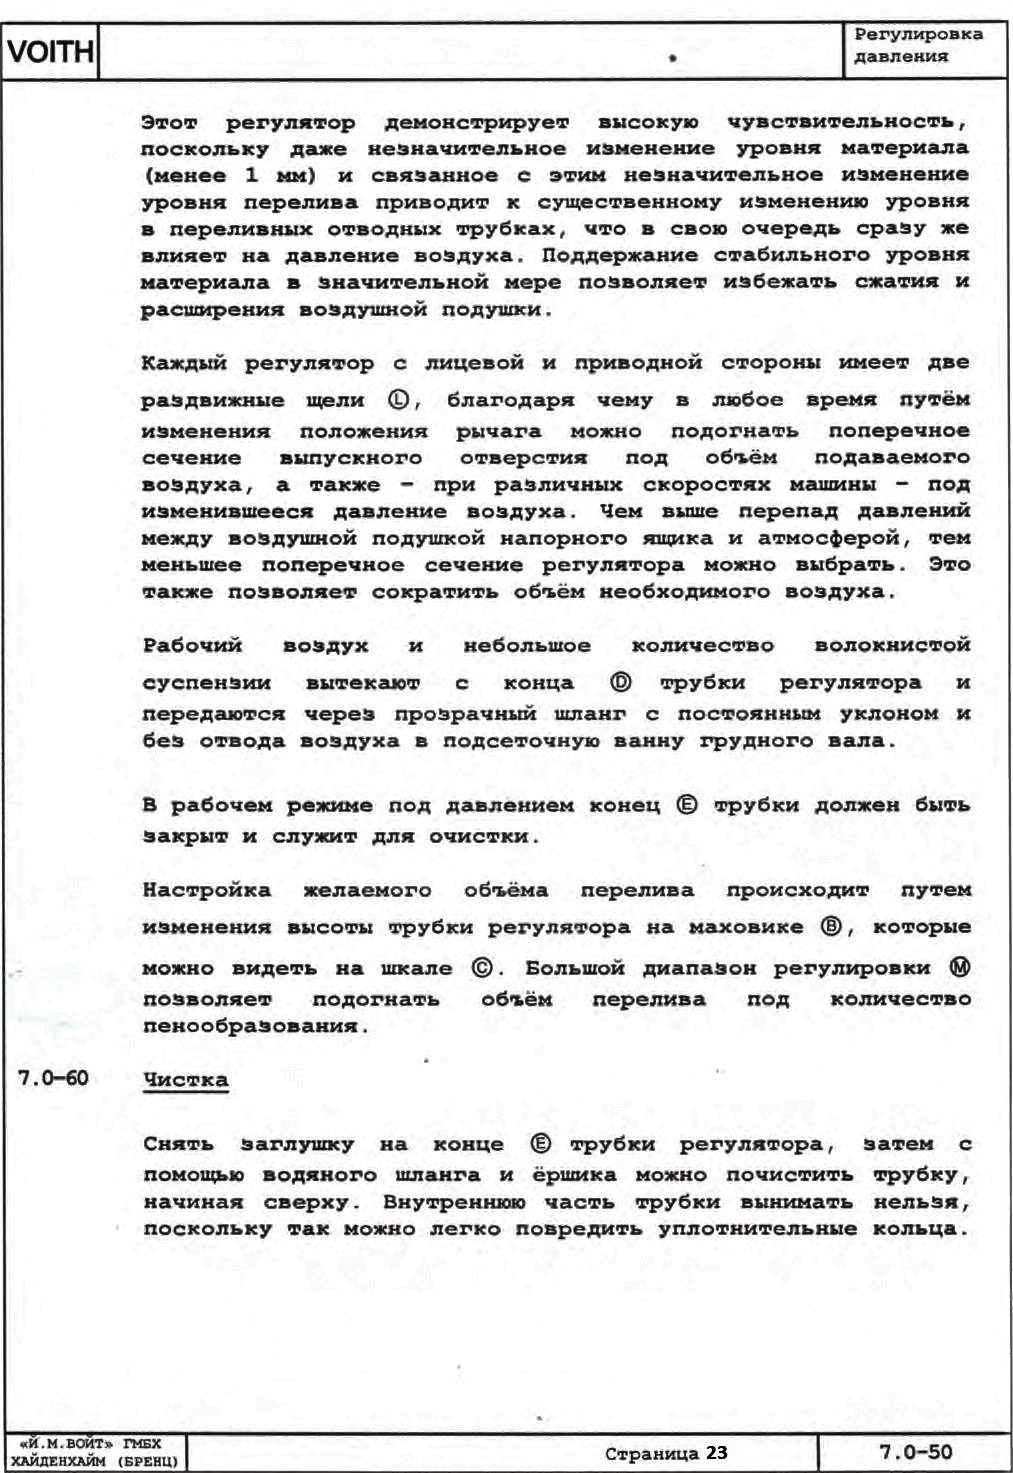 VOITH
Регулировка
давления
Этот регулятор демонстрирует высокую чувствительность,
поскольку даже незначительное изменение уровня материала
(менее 1 мм) и связанное с этим незначительное изменение
уровня перелива приводит к существенному изменению уровня
в переливных отводных трубках, что в свою очередь сразу же
влияет на давление воздуха. Поддержание стабильного уровня
материала в значительной мере позволяет избежать сжатия и
расширения воздушной подушки.
Каждый регулятор с лицевой и приводной стороны имеет две
раздвижные щели Ⓛ, благодаря чему в любое время путём
изменения положения рычага можно подогнать поперечное
сечение выпускного отверстия под объём подаваемого
воздуха, а также – при различных скоростях машины – под
изменившееся давление воздуха. Чем выше перепад давлений
между воздушной подушкой напорного ящика и атмосферой, тем
меньшее поперечное сечение регулятора можно выбрать. Это
также позволяет сократить объём необходимого воздуха.
Рабочий воздух и небольшое количество волокнистой
суспензии вытекают с конца Ⓓ трубки регулятора и
передаются через прозрачный шланг с постоянным уклоном и
без отвода воздуха в подсеточную ванну грудного вала.
В рабочем режиме под давлением конец Ⓔ трубки должен быть
закрыт и служит для очистки.
Настройка желаемого объёма перелива происходит путем
изменения высоты трубки регулятора на маховике Ⓑ, которые
можно видеть на шкале Ⓒ. Большой диапазон регулировки Ⓜ
позволяет подогнать объём перелива под количество
пенообразования.
7.0–60 Чистка
Снять заглушку на конце Ⓔ трубки регулятора, затем с
помощью водяного шланга и ёршика можно почистить трубку,
начиная сверху. Внутреннюю часть трубки вынимать нельзя,
поскольку так можно легко повредить уплотнительные кольца.
«Й.М.ВОЙТ» ГМБХ
ХАЙДЕНХАЙМ (БРЕНЦ)
Страница 23
7.0–50